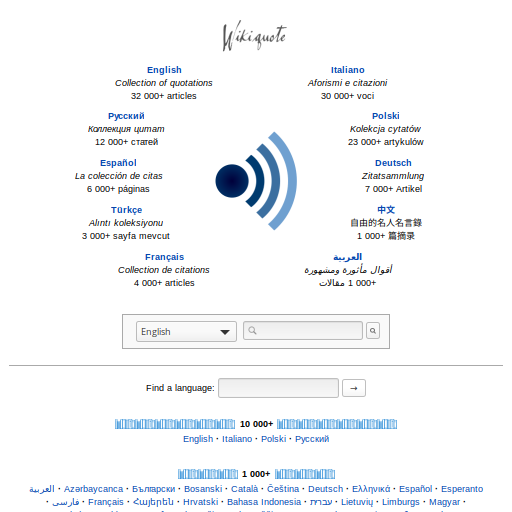 Wikiquote
English
Collection of quotations
32 000+ articles
Italiano
Aforismi e citazioni
30 000+ voci
Русский
Коллекция цитат
12 000+ статей
Polski
Kolekcja cytatów
23 000+ artykulów
Español
La colección de citas
6 000+ páginas
Deutsch
Zitatsammlung
7 000+ Artikel
Türkçe
Alıntı koleksiyonu
3 000+ sayfa mevcut
中文
自由的名人名言錄
1 000+ 篇摘录
Français
Collection de citations
4 000+ articles
العربية
أقوال مأثورة ومشهورة
1 000+ مقالات
English
Find a language: →
10 000+
English · Italiano · Polski · Русский
1 000+
العربية · Azərbaycanca · Български · Bosanski · Català · Čeština · Deutsch · Ελληνικά · Español · Esperanto
· فارسی · Français · Հայերեն · Hrvatski · Bahasa Indonesia · עברית · Lietuvių · Limburgs · Magyar ·